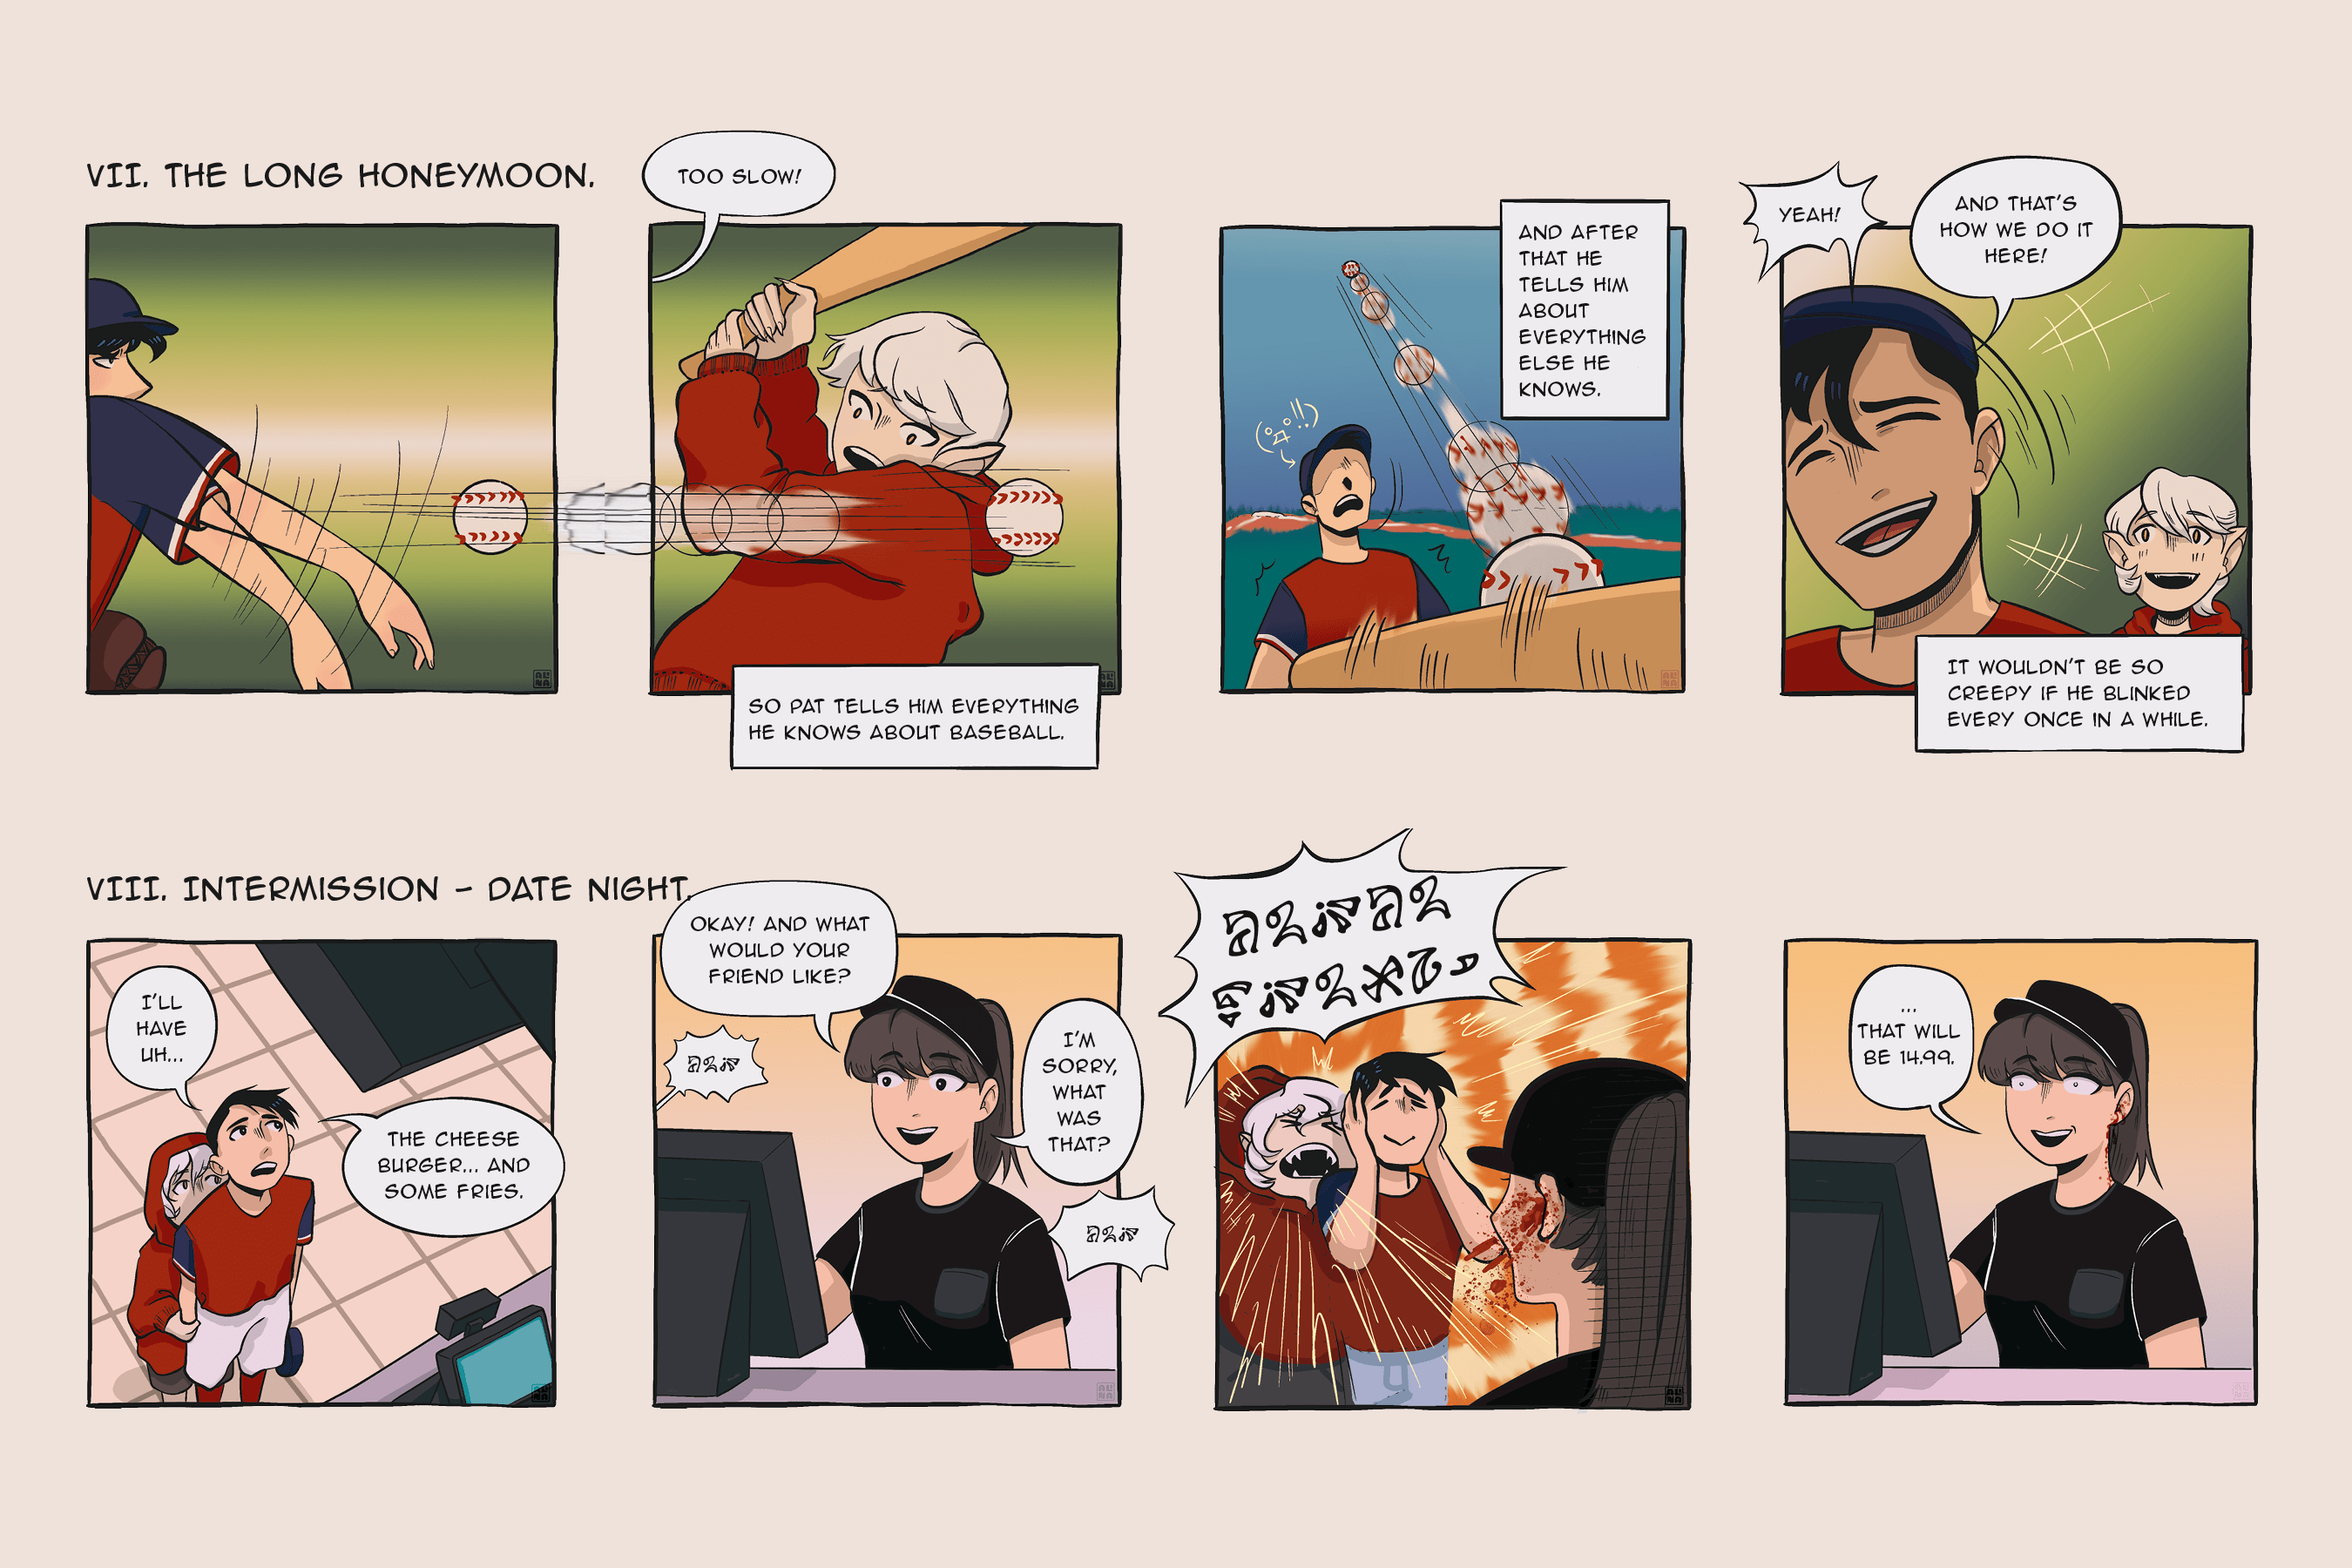 VII. THE LONG HONEYMOON.
TOO SLOW!
SO PAT TELLS HIM EVERYTHING
HE KNOWS ABOUT BASEBALL.
AND AFTER
THAT HE
TELLS HIM
ABOUT
EVERYTHING
ELSE HE
KNOWS.
YEAH!
AND THAT'S
HOW WE DO IT
HERE!
IT WOULDN'T BE SO
CREEPY IF HE BLINKED
EVERY ONCE IN A WHILE.
VIII. INTERMISSION - DATE NIGHT.
I'LL
HAVE
UH...
THE CHEESE
BURGER... AND
SOME FRIES.
OKAY! AND WHAT
WOULD YOUR
FRIEND LIKE?
I'M
SORRY,
WHAT
WAS
THAT?
...
THAT WILL
BE 14.99.